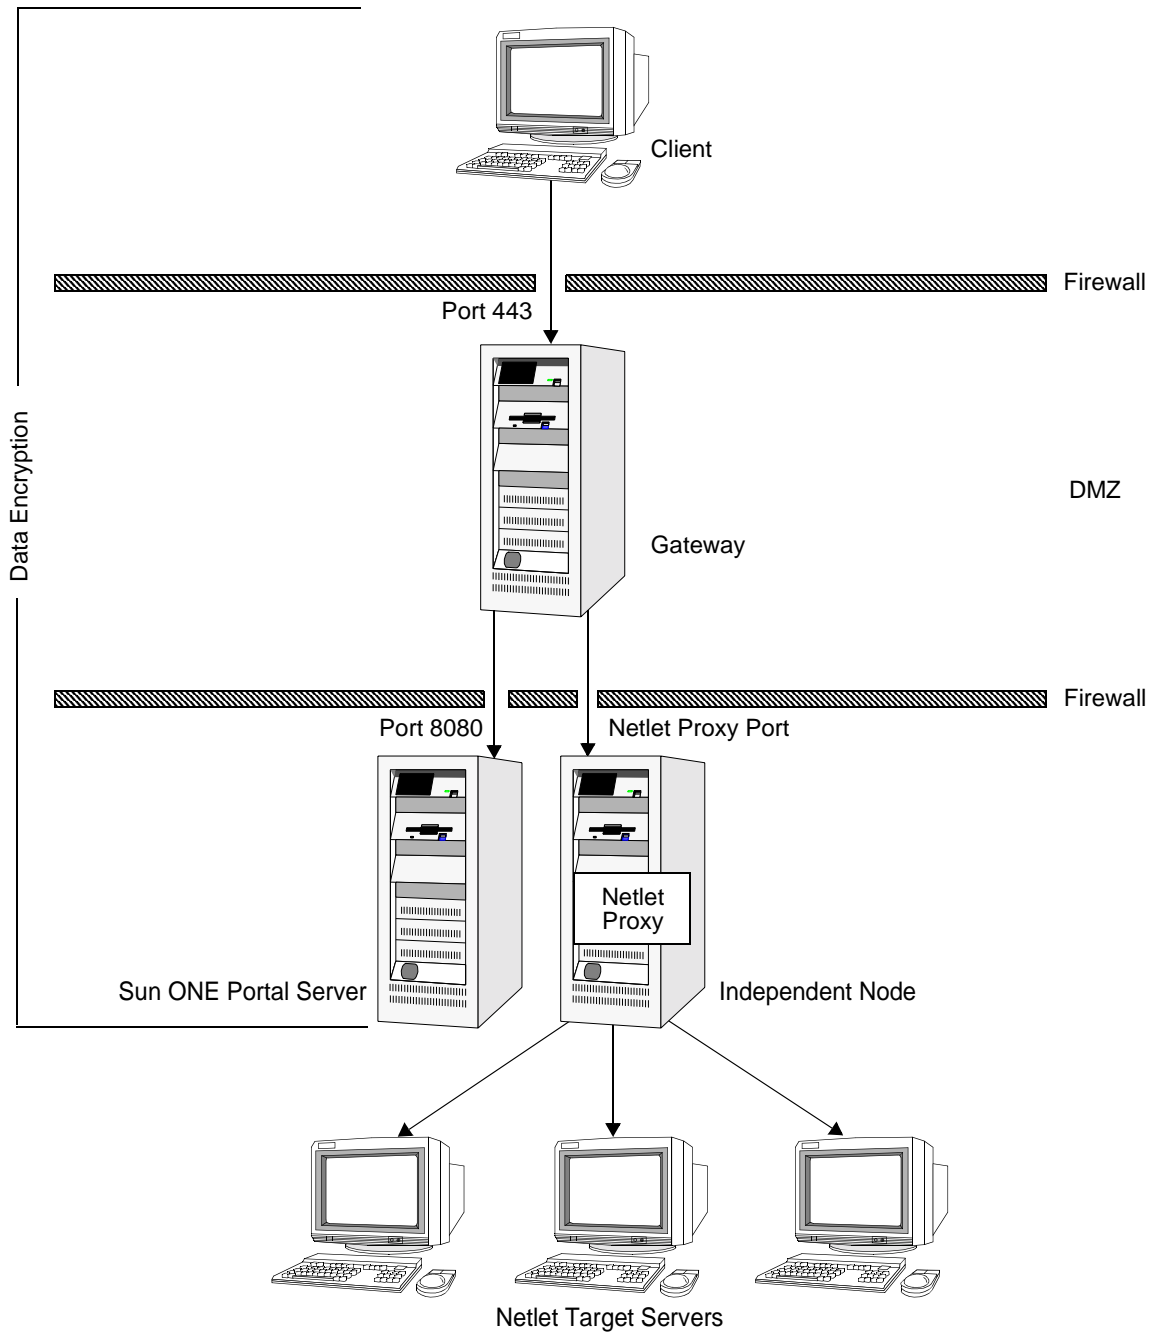 Client
Firewall
Port 443
Data Encryption
DMZ
Gateway
Firewall
Port 8080
Netlet Proxy Port
Netlet
Proxy
Sun ONE Portal Server
Independent Node
Netlet Target Servers